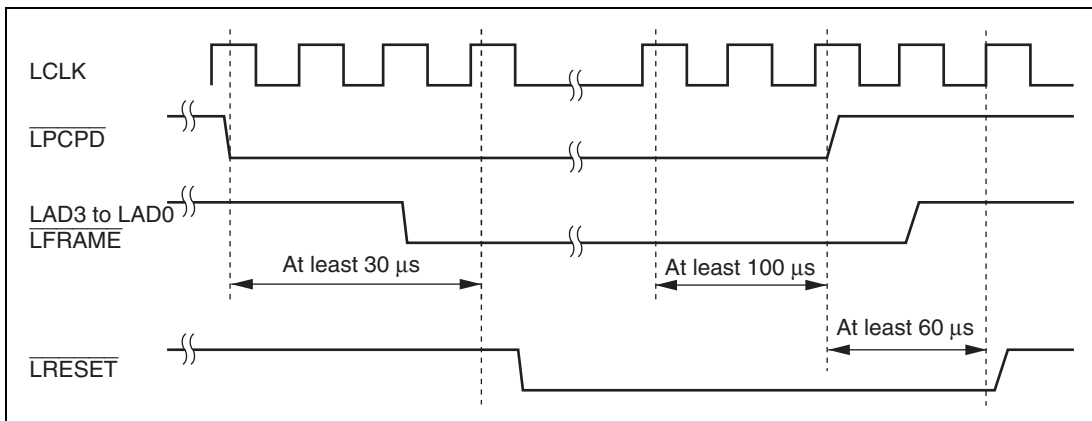 LCLK
LPCPD
LAD3 to LAD0
LFRAME
At least 30 µs
At least 100 µs
At least 60 µs
LRESET